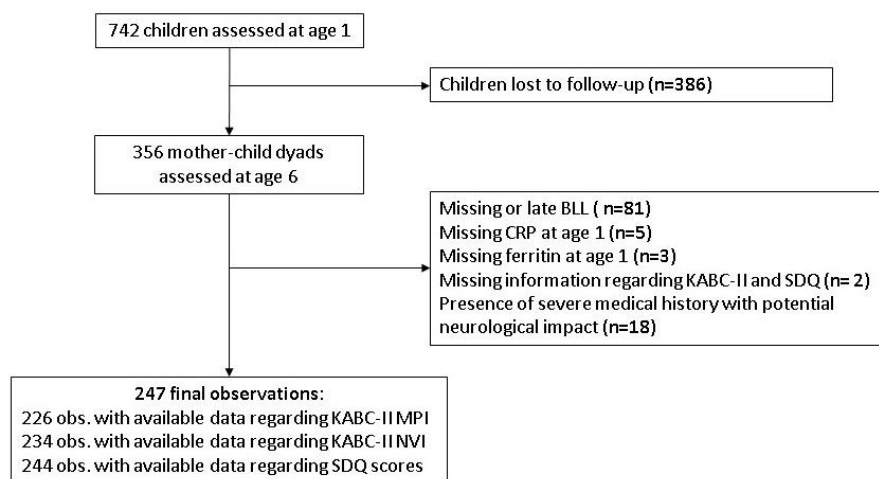 742 children assessed at age 1
Children lost to follow-up (n=386)
356 mother-child dyads
assessed at age 6
Missing or late BLL ( n=81)
Missing CRP at age 1 (n=5)
Missing ferritin at age 1 (n=3)
Missing information regarding KABC-II and SDQ (n= 2)
Presence of severe medical history with potential
neurological impact (n=18)
247 final observations:
226 obs. with available data regarding KABC-II MPI
234 obs. with available data regarding KABC-II NVI
244 obs. with available data regarding SDQ scores